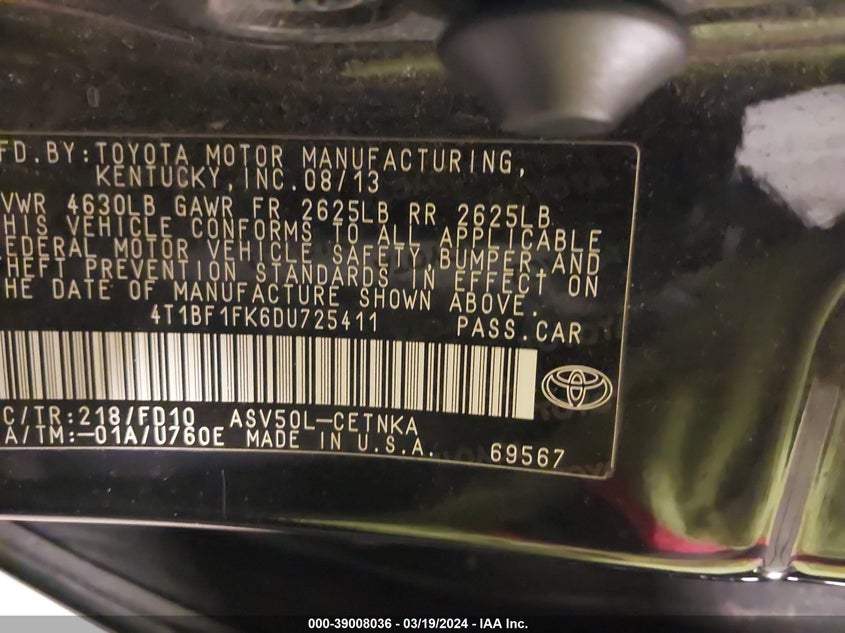 FD.BY:TOYOTA MOTOR MANUFACTURING,
KENTUCKY,INC.08/13
VWR 4630LB GAWR FR 2625LB RR 2625LB
HIS VEHICLE CONFORMS TO ALL APPLICABLE
EDERAL MOTOR VEHICLE SAFETY,BUMPER,AND
HEFT PREVENTION STANDARDS IN EFFECT ON
HE DATE OF MANUFACTURE SHOWN ABOVE.
4T1BF1FK6DU725411 PASS.CAR
C/TR:218/FD10 ASV50L-CETNKA
A/TM:-01A/U760E MADE IN U.S.A. 69567
000-39008036 - 03/19/2024 - IAA Inc.